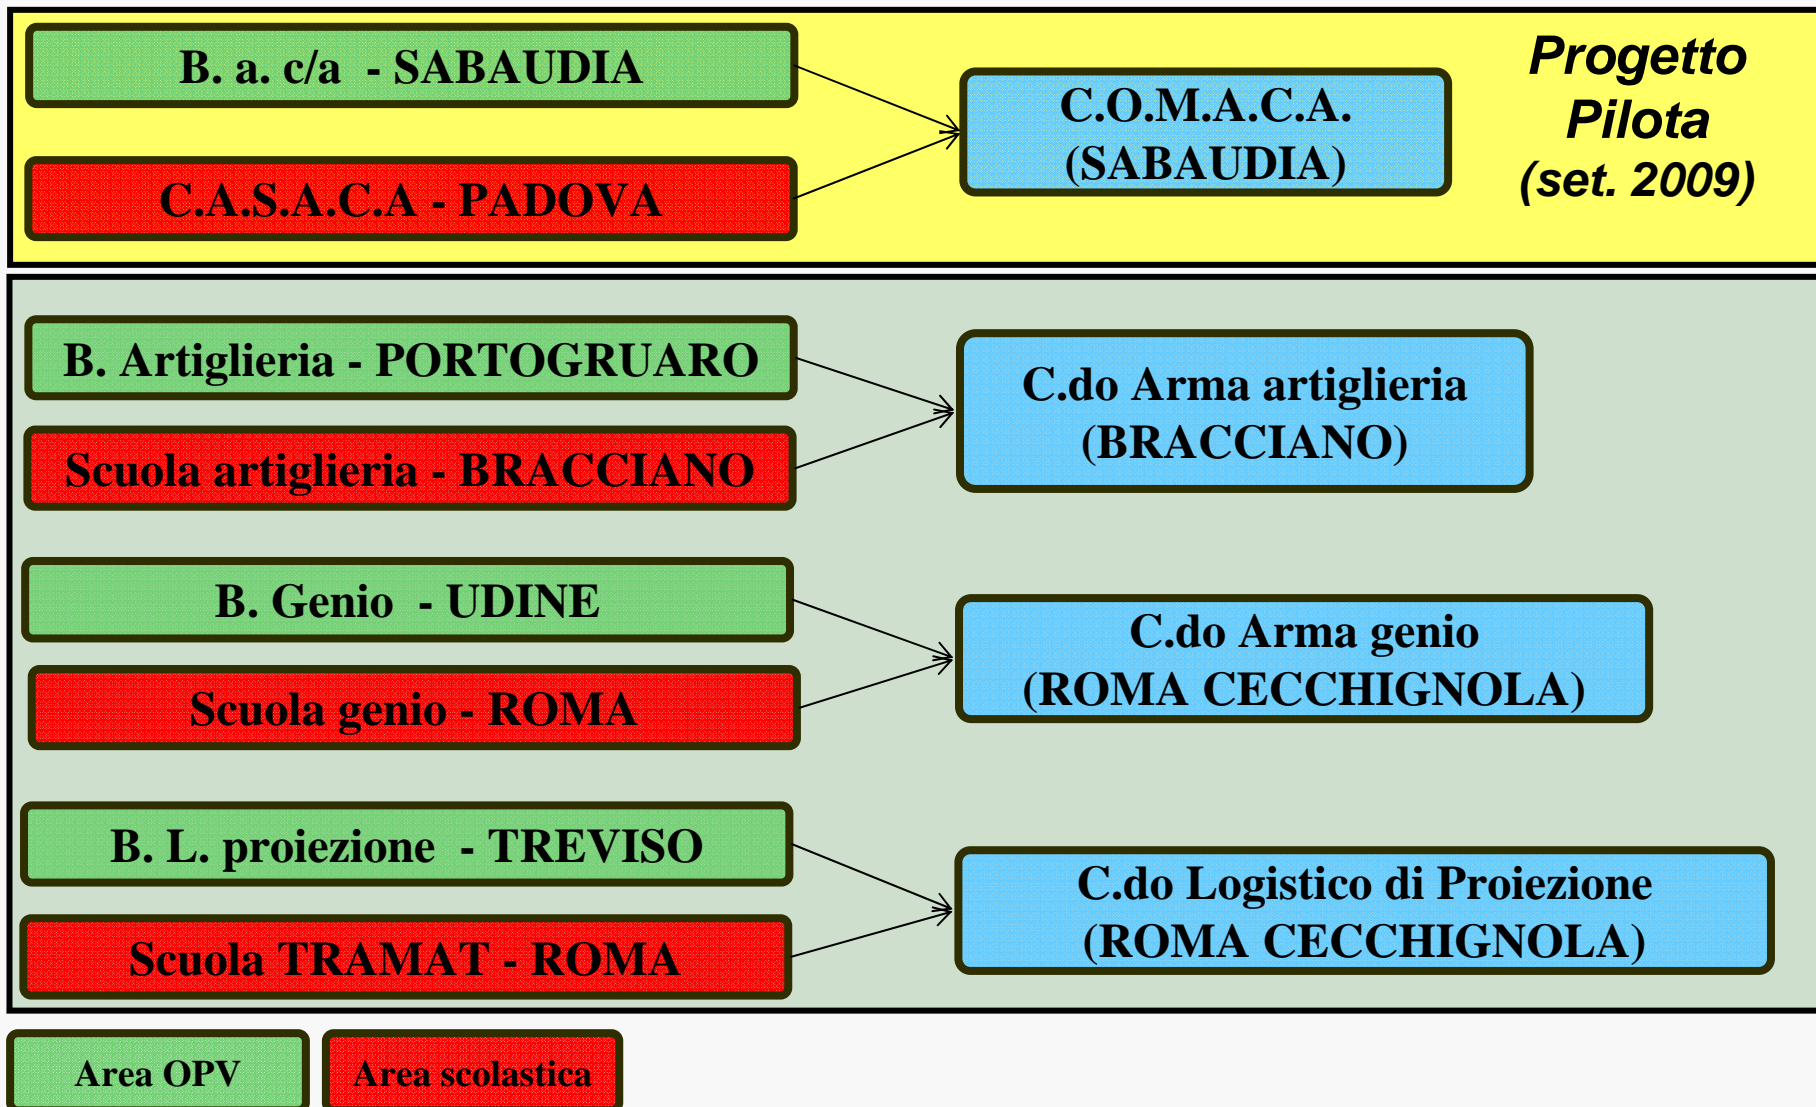 B. a. c/a - SABAUDIA
C.A.S.A.C.A - PADOVA
C.O.M.A.C.A.
(SABAUDIA)
Progetto
Pilota
(set. 2009)
B. Artiglieria - PORTOGRUARO
Scuola artiglieria - BRACCIANO
C.do Arma artiglieria
(BRACCIANO)
B. Genio - UDINE
Scuola genio - ROMA
C.do Arma genio
(ROMA CECCHIGNOLA)
B. L. proiezione - TREVISO
Scuola TRAMAT - ROMA
C.do Logistico di Proiezione
(ROMA CECCHIGNOLA)
Area OPV
Area scolastica